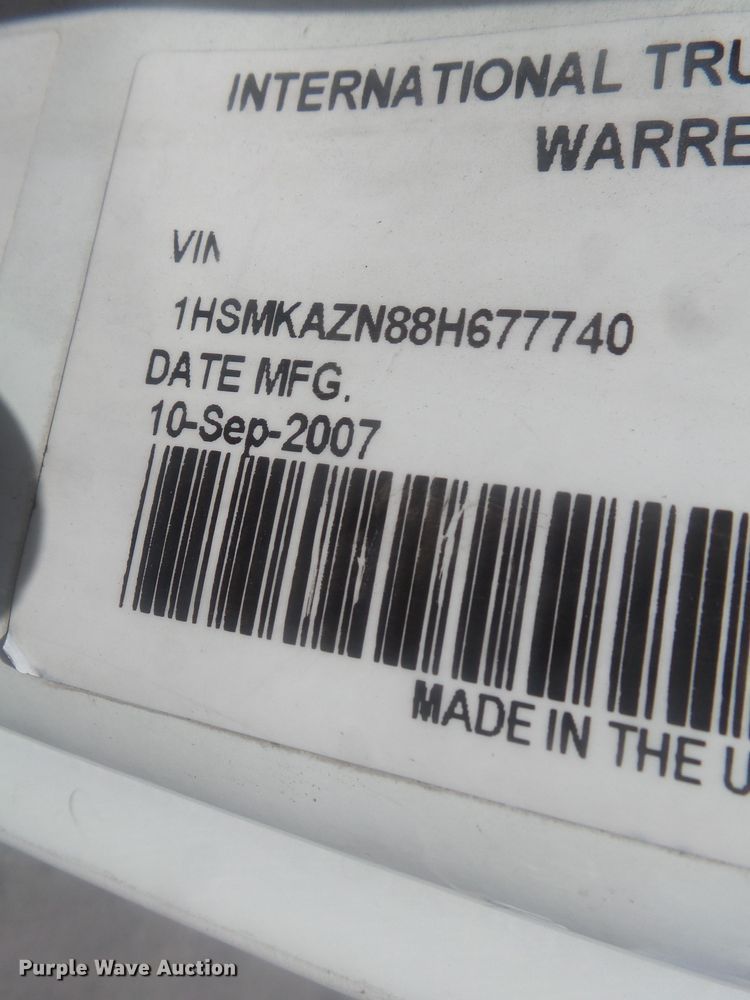 INTERNATIONAL TRU
WARRE
VIN
1HSMKAZN88H677740
DATE MFG.
10-Sep-2007
MADE IN THE U
Purple Wave Auction